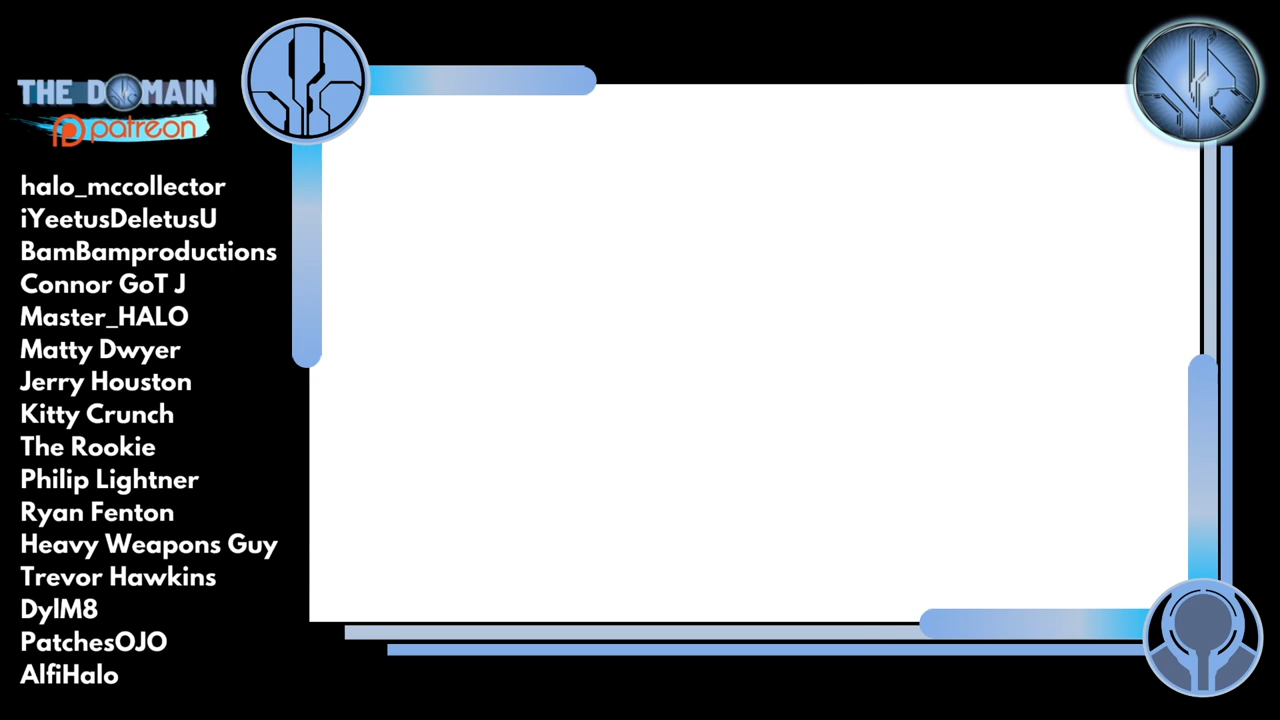 THE DOMAIN
patreon
halo_mccollector
iYeetusDeletusU
BamBamproductions
Connor GoT J
Master_HALO
Matty Dwyer
Jerry Houston
Kitty Crunch
The Rookie
Philip Lightner
Ryan Fenton
Heavy Weapons Guy
Trevor Hawkins
DylM8
PatchesOJO
AlfiHalo